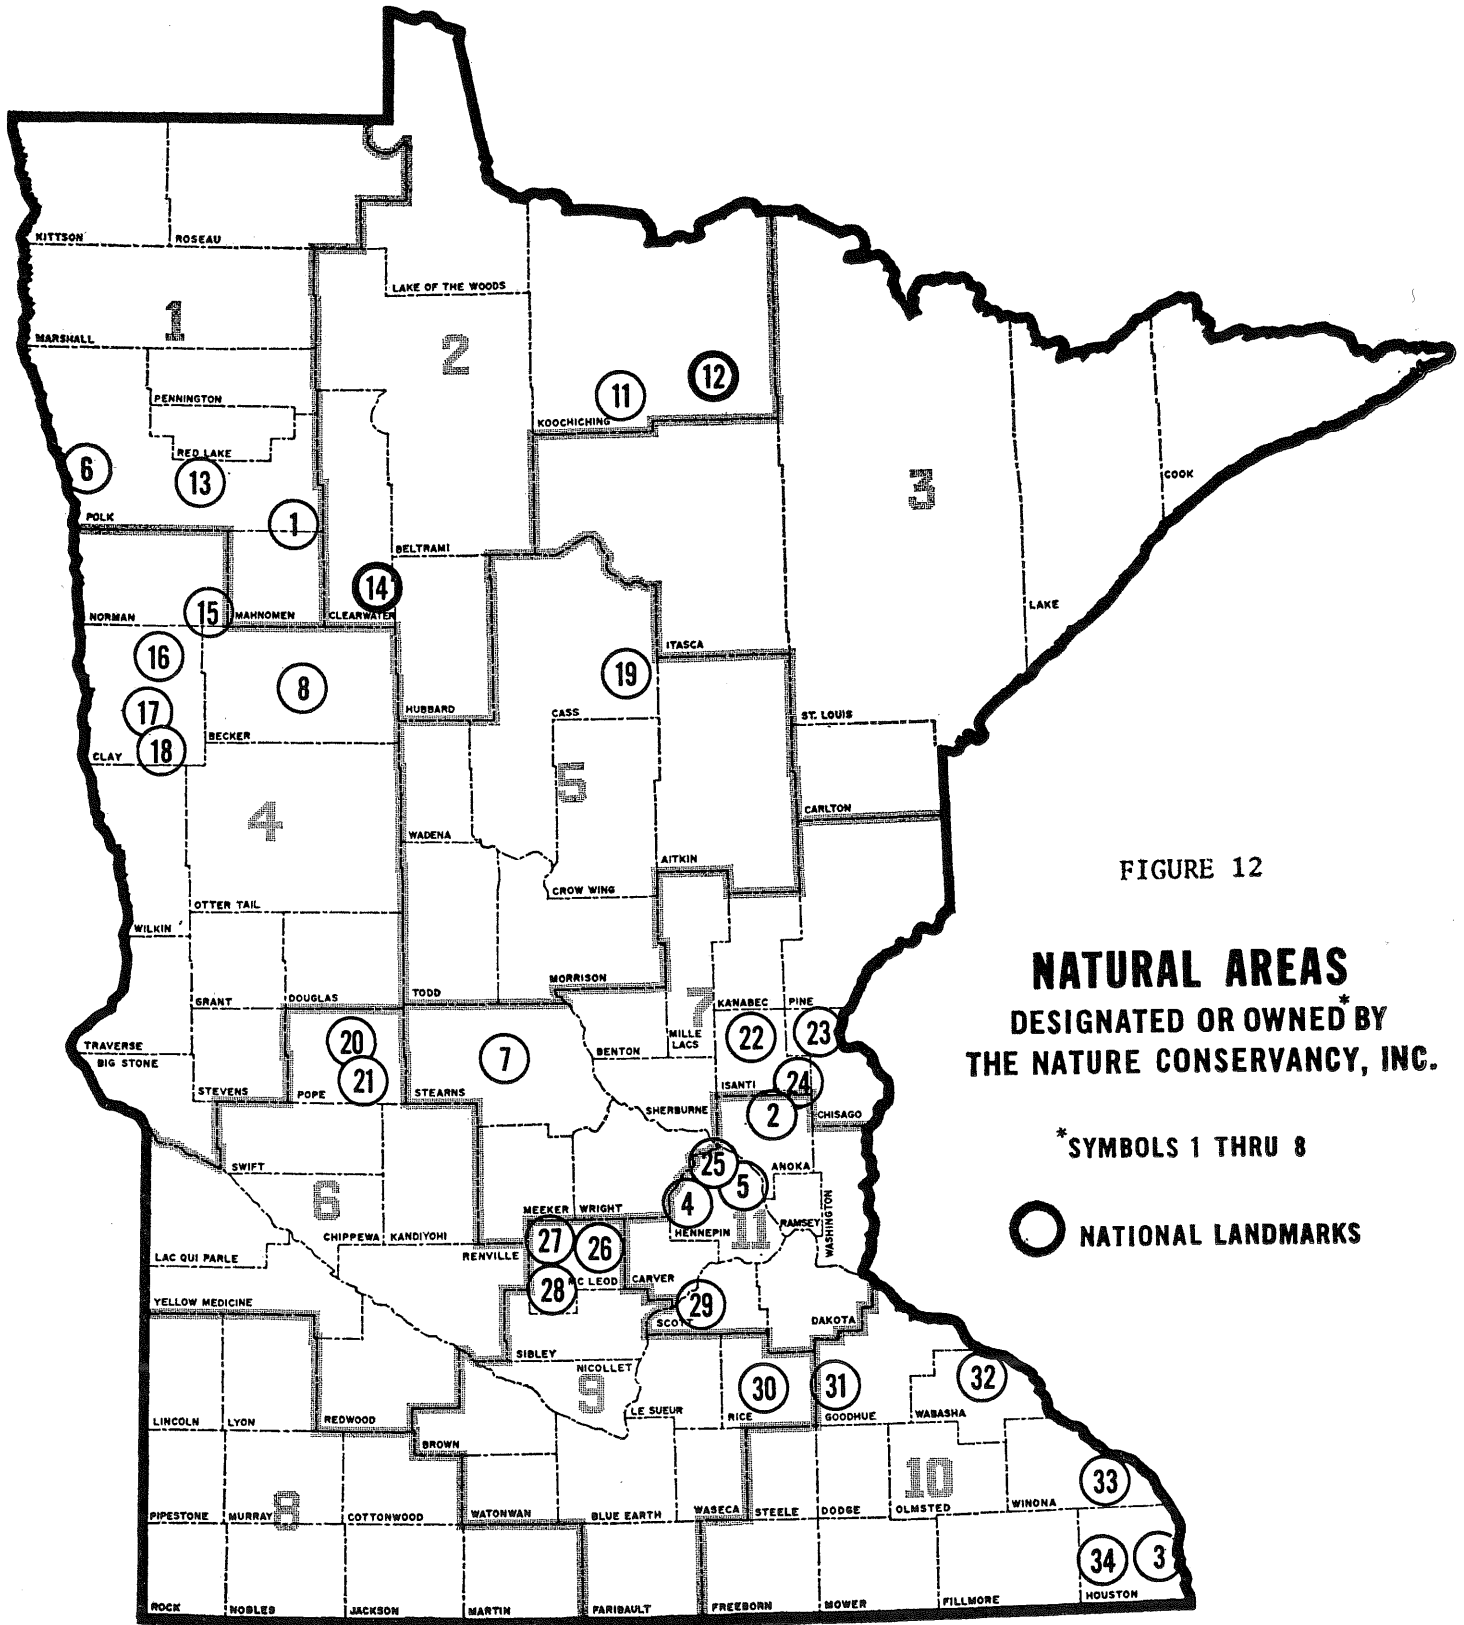 KITTSON
ROSEAU
LAKE OF THE WOODS
1
MARSHALL
2
12
11
PENNINGTON
KOOCHICHING
RED LAKE
6
13
3
COOK
POLK
1
BELTRAMI
14
15
NORMAN
MAHNOMEN
CLEARWATER
LAKE
ITASCA
16
8
19
17
HUBBARD
CASS
ST. LOUIS
18
BECKER
CLAY
5
4
CARLTON
WADENA
AITKIN
FIGURE 12
CROW WING
OTTER TAIL
WILKIN
NATURAL AREAS
MORRISON
GRANT
DOUGLAS
TODD
7
KANABEC
PINE
DESIGNATED OR OWNED* BY
20
22
23
MILLE
LACS
TRAVERSE
BIG STONE
7
BENTON
THE NATURE CONSERVANCY, INC.
21
24
STEVENS
POPE
STEARNS
ISANTI
SHERBURNE
2
CHISAGO
*SYMBOLS 1 THRU 8
SWIFT
25
ANOKA
5
6
4
MEEKER
WRIGHT
11
RAMSEY
WASHINGTON
HENNEPIN
NATIONAL LANDMARKS
CHIPPEWA
KANDIYOHI
27
26
LAC QUI PARLE
RENVILLE
28
MC LEOD
CARVER
YELLOW MEDICINE
29
SCOTT
DAKOTA
SIBLEY
NICOLLET
9
30
31
32
LINCOLN
LYON
REDWOOD
LE SUEUR
RICE
GOODHUE
WABASHA
BROWN
10
33
8
PIPESTONE
MURRAY
COTTONWOOD
WATONWAN
BLUE EARTH
WASECA
STEELE
DODGE
OLMSTED
WINONA
34
3
ROCK
NOBLES
JACKSON
MARTIN
FARIBAULT
FREEBORN
MOWER
FILLMORE
HOUSTON